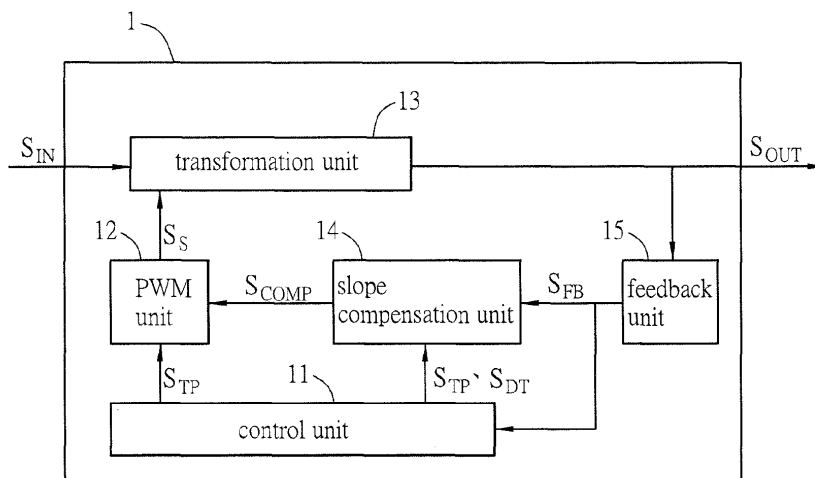 1
13
S_IN
transformation unit
S_OUT
12
S_S
14
15
PWM
unit
S_COMP
slope
compensation unit
S_FB
feedback
unit
S_TP
11
S_TP、S_DT
control unit